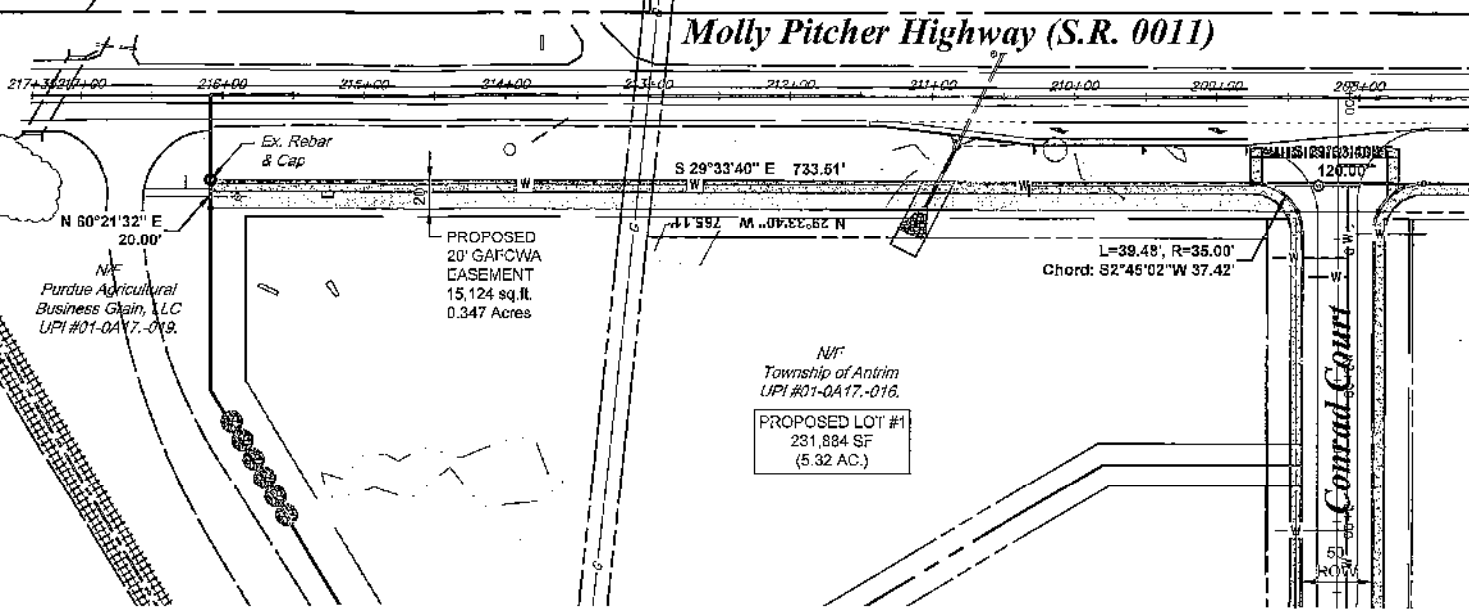 Molly Pitcher Highway (S.R. 0011)
216+00
215+00
214+00
213+00
212+00
211+00
210+00
209+00
208+00
Ex. Rebar
& Cap
S 29°33'40" E 733.51'
120.00'
20'
N 60°21'32" E
20.00'
N 29°33'40" W 765.11'
PROPOSED
20' GAFCWA
EASEMENT
15,124 sq.ft.
0.347 Acres
L=39.48', R=35.00'
Chord: S2°45'02"W 37.42'
N/F
Purdue Agricultural
Business Grain, LLC
UPI #01-0A17.-019.
N/F
Township of Antrim
UPI #01-0A17.-016.
PROPOSED LOT #1
231,884 SF
(5.32 AC.)
Conrad Court
50'
ROW
W
W
W
W
W
W
W
W
G
G
G